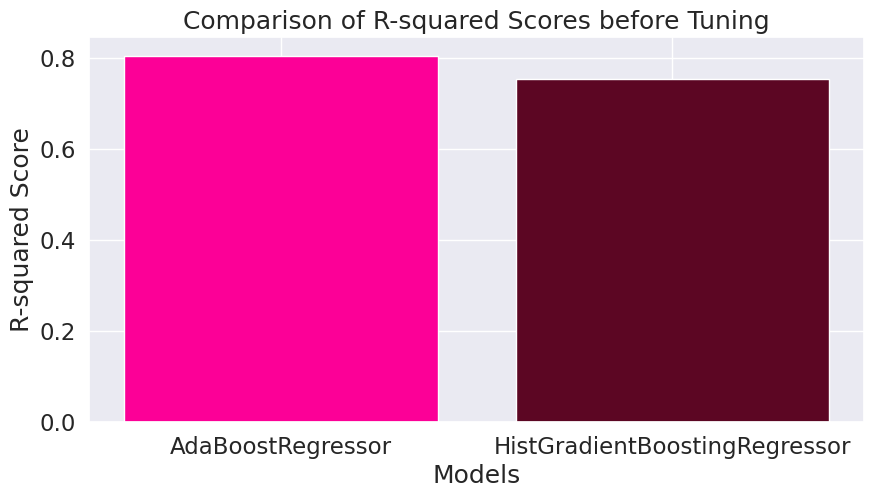 Comparison of R-squared Scores before Tuning
R-squared Score
0.8
0.6
0.4
0.2
0.0
AdaBoostRegressor
HistGradientBoostingRegressor
Models